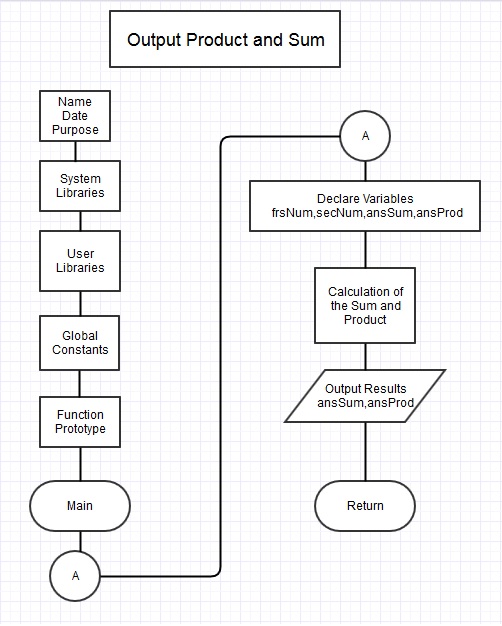 Output Product and Sum
Name
Date
Purpose
System
Libraries
User
Libraries
Global
Constants
Function
Prototype
Main
A
A
Declare Variables
frsNum,secNum,ansSum,ansProd
Calculation of
the Sum and
Product
Output Results
ansSum,ansProd
Return